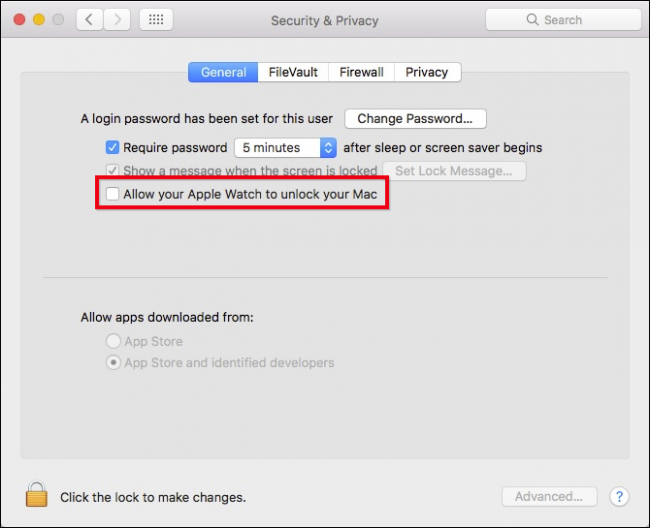 Security & Privacy
Search
General FileVault Firewall Privacy
A login password has been set for this user Change Password...
Require password 5 minutes after sleep or screen saver begins
Show a message when the screen is locked Set Lock Message...
Allow your Apple Watch to unlock your Mac
Allow apps downloaded from:
App Store
App Store and identified developers
Click the lock to make changes.
Advanced...
?